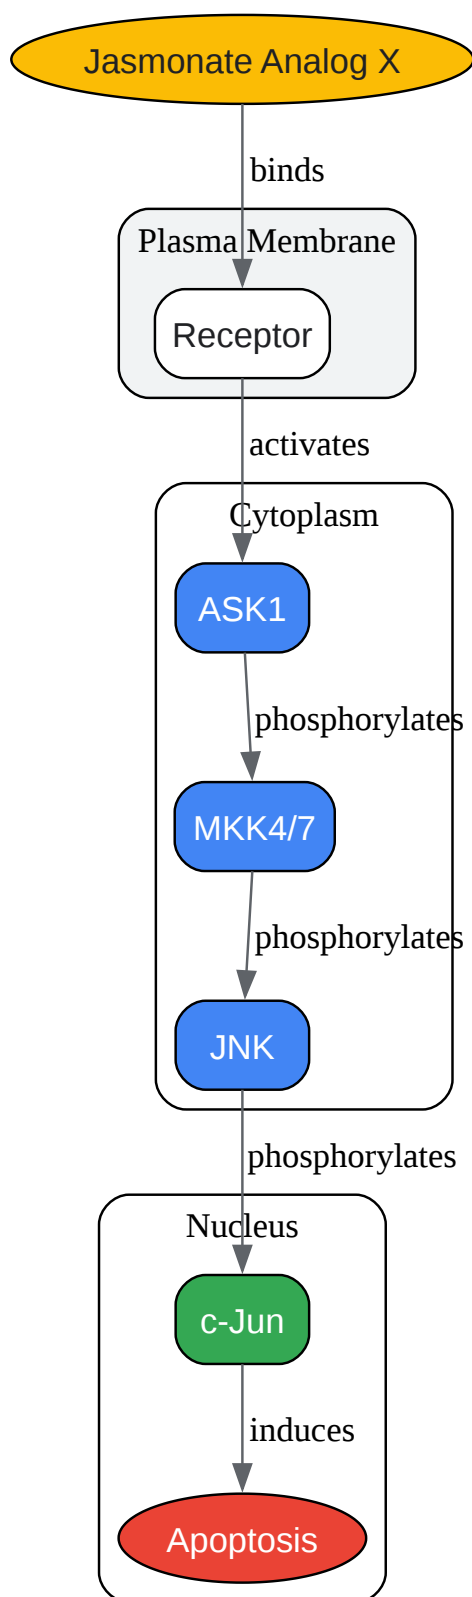 Jasmonate Analog X
binds
Plasma Membrane
Receptor
activates
Cytoplasm
ASK1
phosphorylates
MKK4/7
phosphorylates
JNK
phosphorylates
Nucleus
c-Jun
induces
Apoptosis